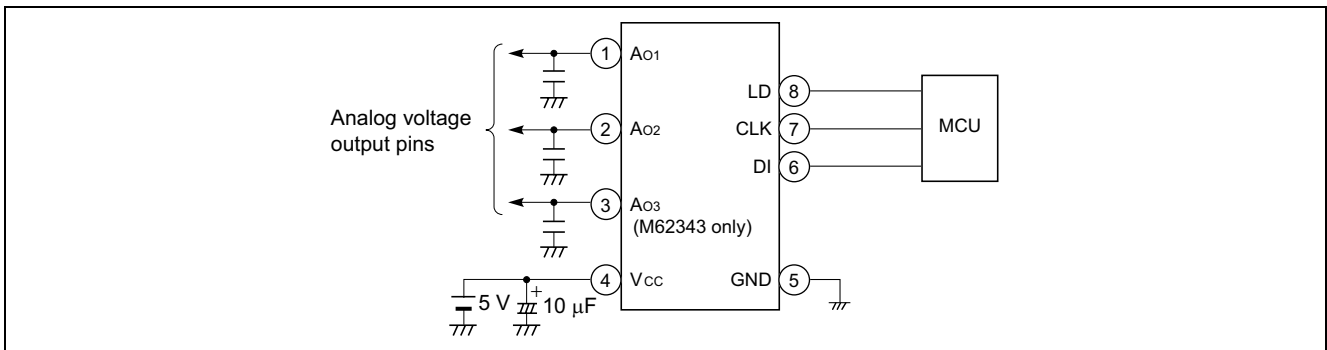 Analog voltage
output pins
1 AO1
2 AO2
3 AO3
(M62343 only)
4 VCC
5 V
+
10 μF
LD 8
CLK 7
DI 6
GND 5
MCU